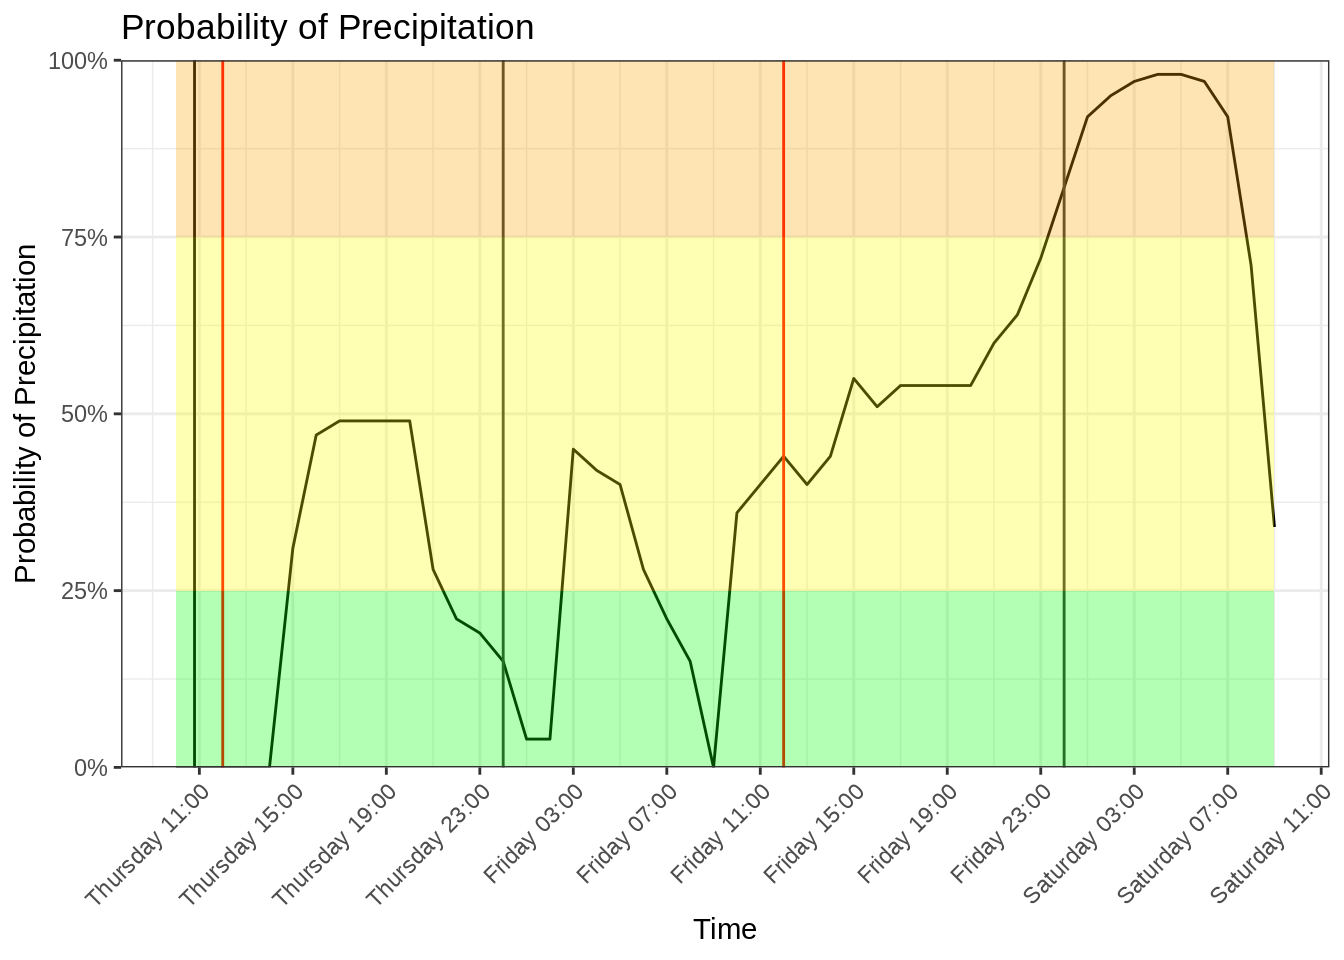 Probability of Precipitation
Probability of Precipitation
100%
75%
50%
25%
0%
Thursday 11:00
Thursday 15:00
Thursday 19:00
Thursday 23:00
Friday 03:00
Friday 07:00
Friday 11:00
Friday 15:00
Friday 19:00
Friday 23:00
Saturday 03:00
Saturday 07:00
Saturday 11:00
Time